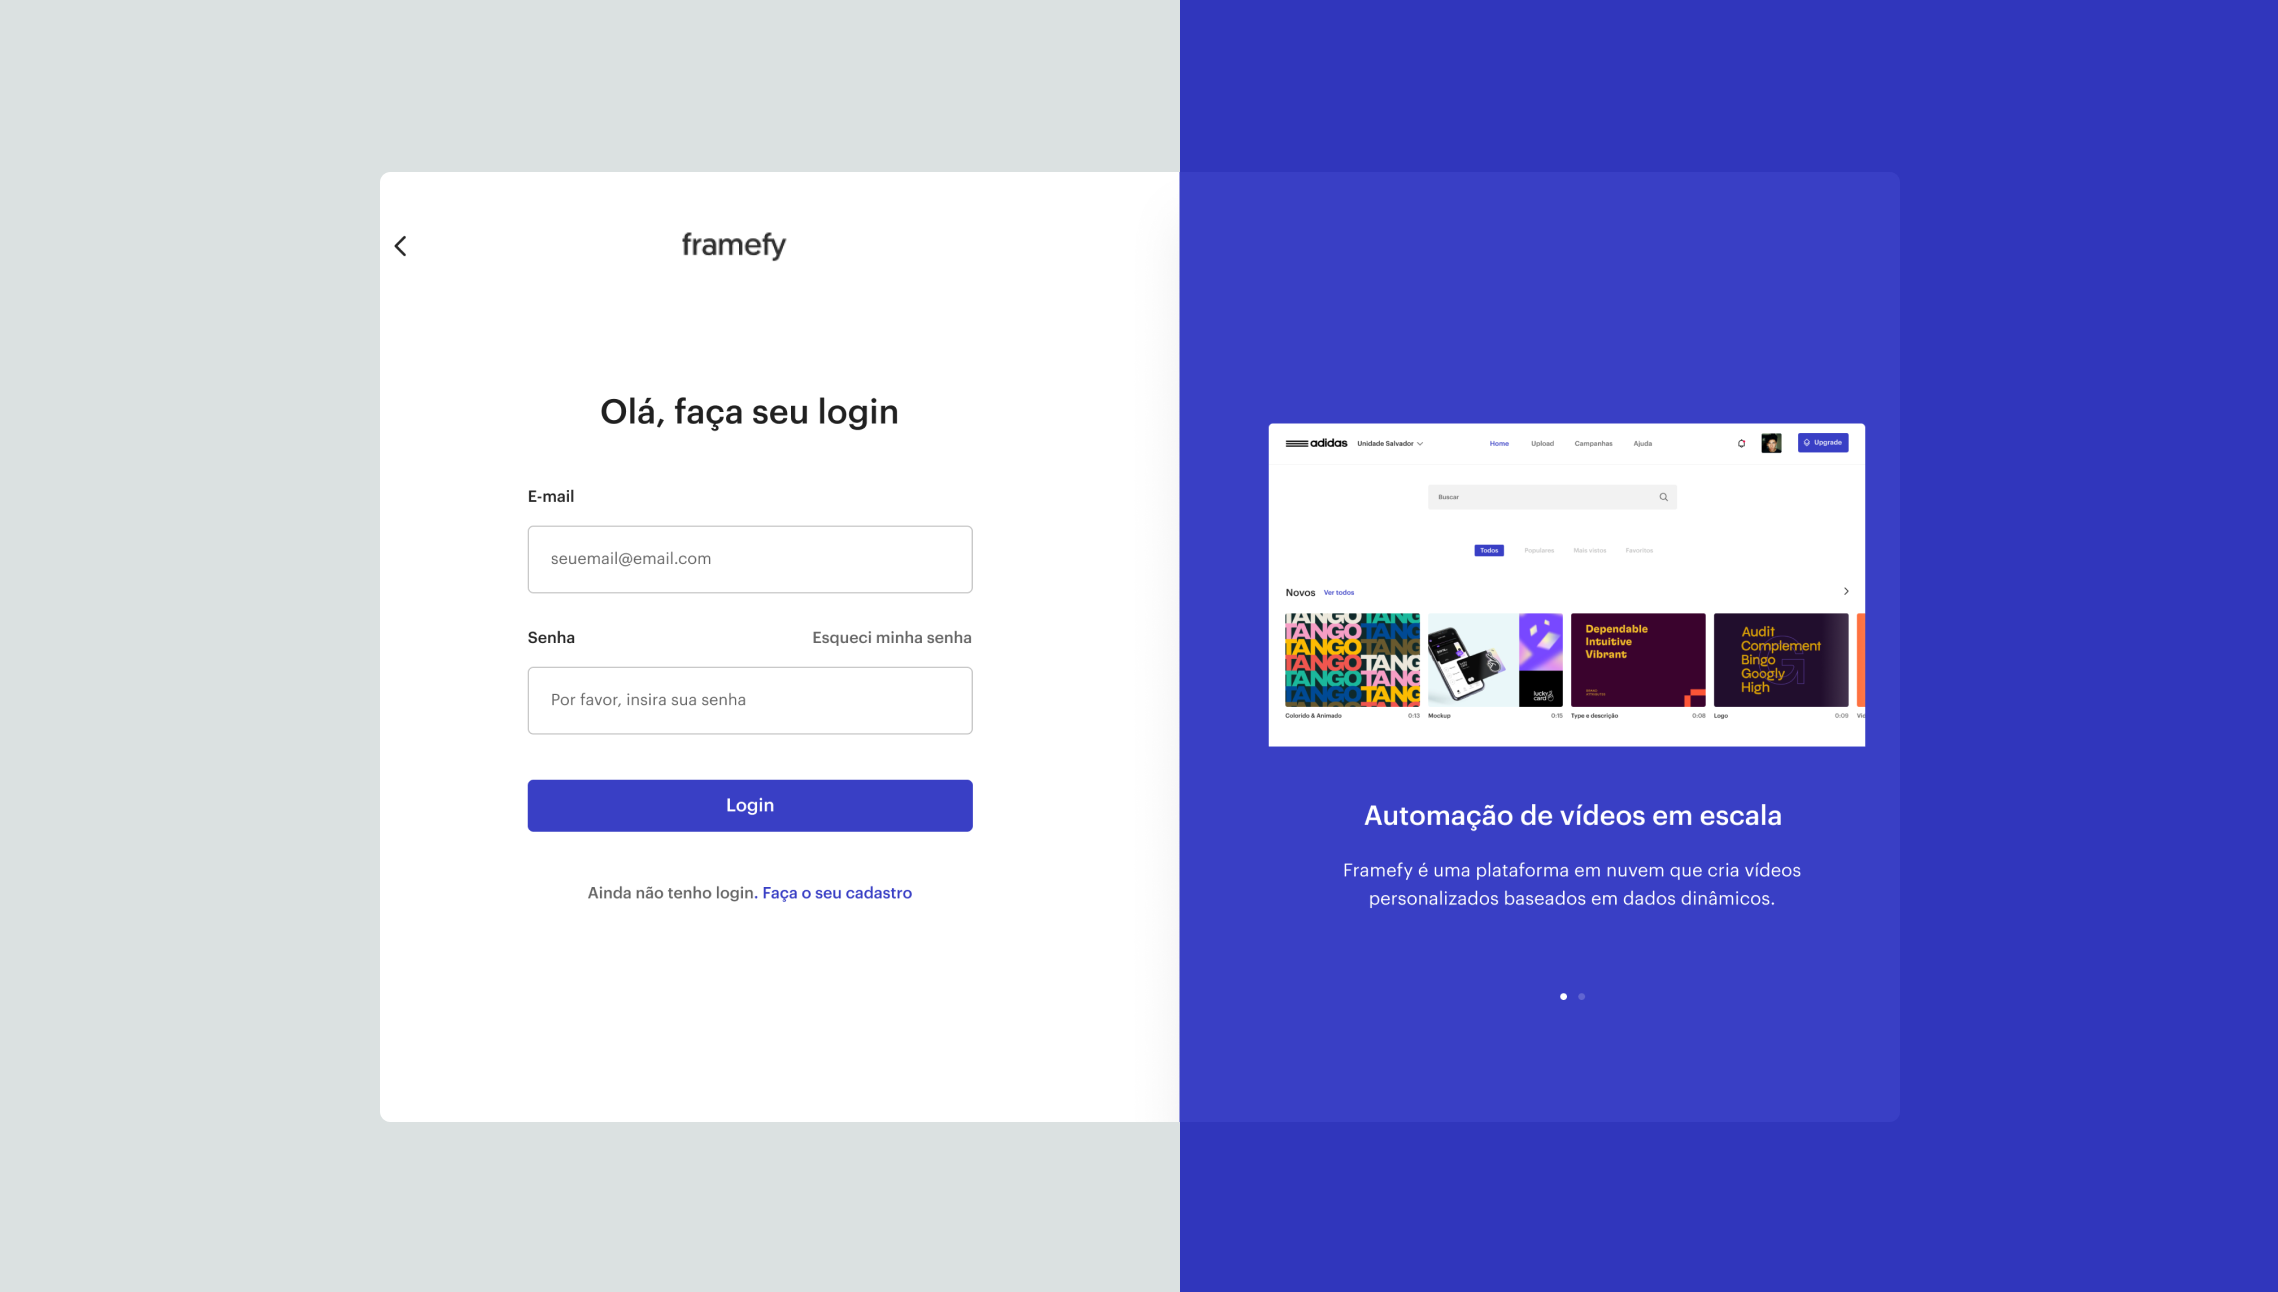 framefy
Olá, faça seu login
E-mail
seuemail@email.com
Senha
Esqueci minha senha
Por favor, insira sua senha
Login
Ainda não tenho login. Faça o seu cadastro
adidas
Unidade Salvador
Home
Upload
Campanhas
Ajuda
Upgrade
Buscar
Todos
Populares
Mais vistos
Favoritos
Novos
Ver todos
TANGO
lucky
card
Dependable
Intuitive
Vibrant
Audit
Complement
Bingo
Googly
High
Colorido & Animado
0:13
Mockup
0:15
Type e descrição
0:08
Logo
0:09
Automação de vídeos em escala
Framefy é uma plataforma em nuvem que cria vídeos
personalizados baseados em dados dinâmicos.